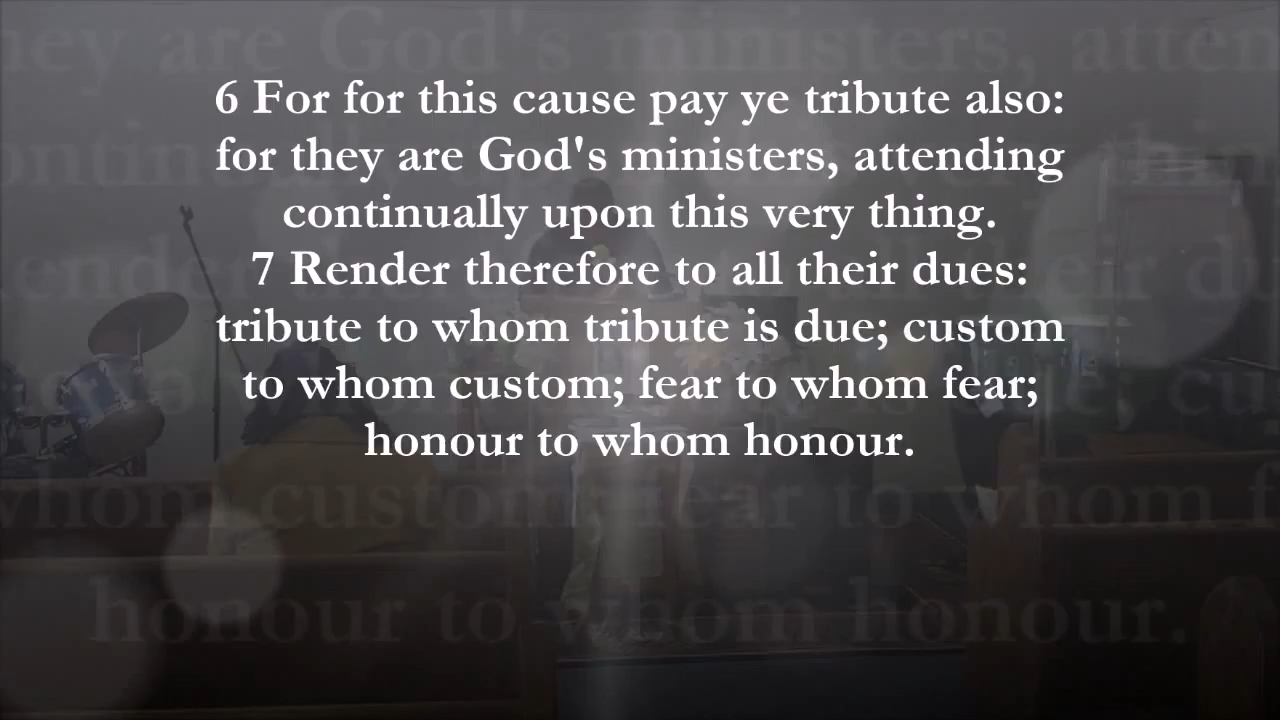 6 For for this cause pay ye tribute also:
for they are God's ministers, attending
continually upon this very thing.
7 Render therefore to all their dues:
tribute to whom tribute is due; custom
to whom custom; fear to whom fear;
honour to whom honour.